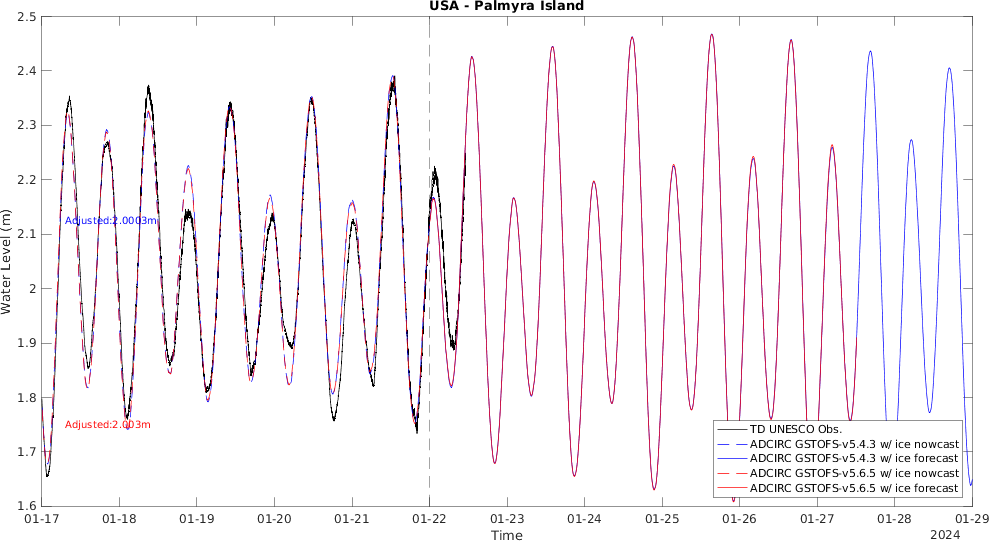 USA - Palmyra Island
2.5
2.4
2.3
2.2
2.1
2
1.9
1.8
1.7
1.6
Water Level (m)
Adjusted:2.0003m
Adjusted:2.003m
TD UNESCO Obs.
ADCIRC GSTOFS-v5.4.3 w/ ice nowcast
ADCIRC GSTOFS-v5.4.3 w/ ice forecast
ADCIRC GSTOFS-v5.6.5 w/ ice nowcast
ADCIRC GSTOFS-v5.6.5 w/ ice forecast
01-17 01-18 01-19 01-20 01-21 01-22 01-23 01-24 01-25 01-26 01-27 01-28 01-29
Time
2024